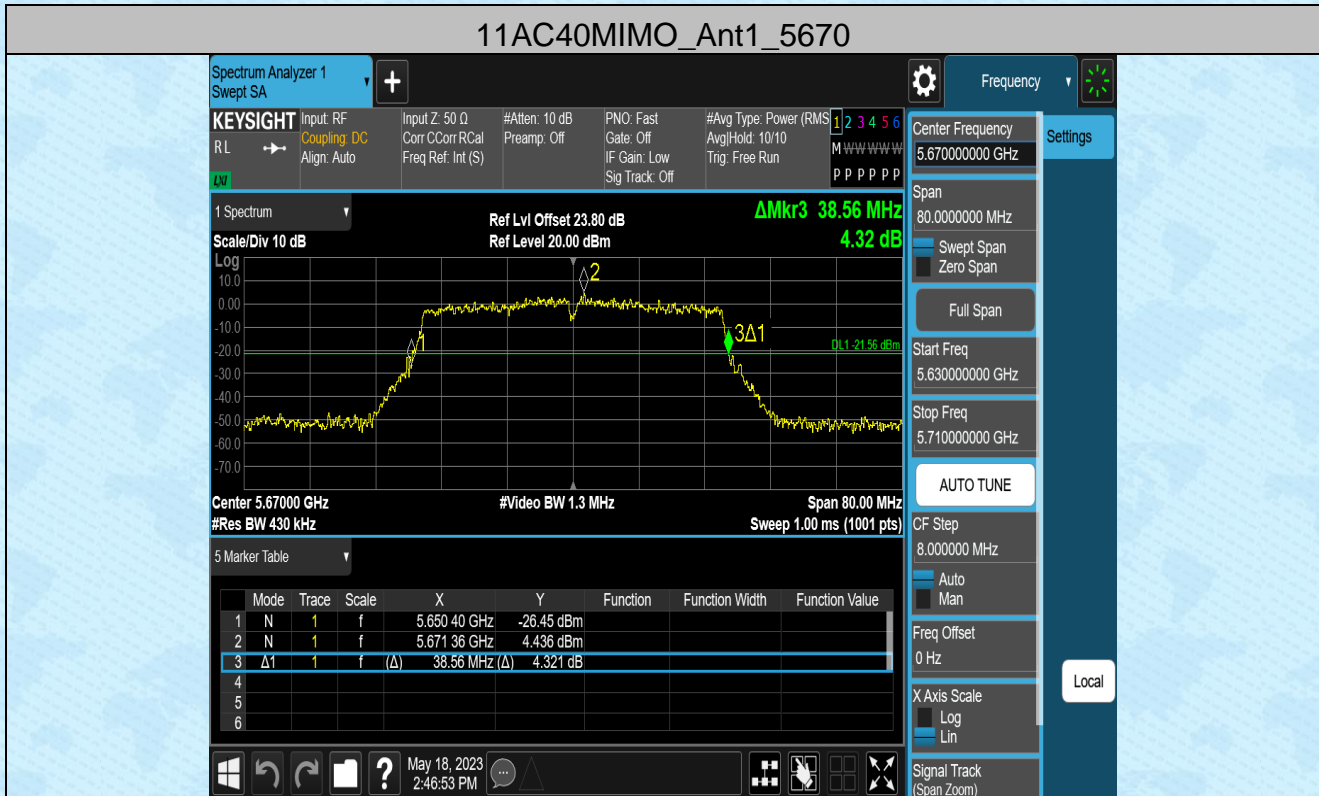 11AC40MIMO_Ant1_5670
Spectrum Analyzer 1
Swept SA
Frequency
KEYSIGHT
RL
LXI
Input: RF
Coupling: DC
Align: Auto
Input Z: 50 Ω
Corr CCorr RCal
Freq Ref: Int (S)
#Atten: 10 dB
Preamp: Off
PNO: Fast
Gate: Off
IF Gain: Low
Sig Track: Off
#Avg Type: Power (RMS
Avg|Hold: 10/10
Trig: Free Run
1 2 3 4 5 6
M W W W W W
P P P P P P
Center Frequency
5.670000000 GHz
Settings
Span
80.0000000 MHz
Swept Span
Zero Span
Full Span
Start Freq
5.630000000 GHz
Stop Freq
5.710000000 GHz
AUTO TUNE
CF Step
8.000000 MHz
Auto
Man
Freq Offset
0 Hz
X Axis Scale
Log
Lin
Signal Track
(Span Zoom)
Local
1 Spectrum
Scale/Div 10 dB
Ref Lvl Offset 23.80 dB
Ref Level 20.00 dBm
ΔMkr3 38.56 MHz
4.32 dB
Log
10.0
0.00
-10.0
-20.0
-30.0
-40.0
-50.0
-60.0
-70.0
2
3Δ1
DL1 -21.56 dBm
Center 5.67000 GHz
#Res BW 430 kHz
#Video BW 1.3 MHz
Span 80.00 MHz
Sweep 1.00 ms (1001 pts)
5 Marker Table
Mode Trace Scale X Y Function Function Width Function Value
1 N 1 f 5.650 40 GHz -26.45 dBm
2 N 1 f 5.671 36 GHz 4.436 dBm
3 Δ1 1 f (Δ) 38.56 MHz (Δ) 4.321 dB
4
5
6
May 18, 2023
2:46:53 PM